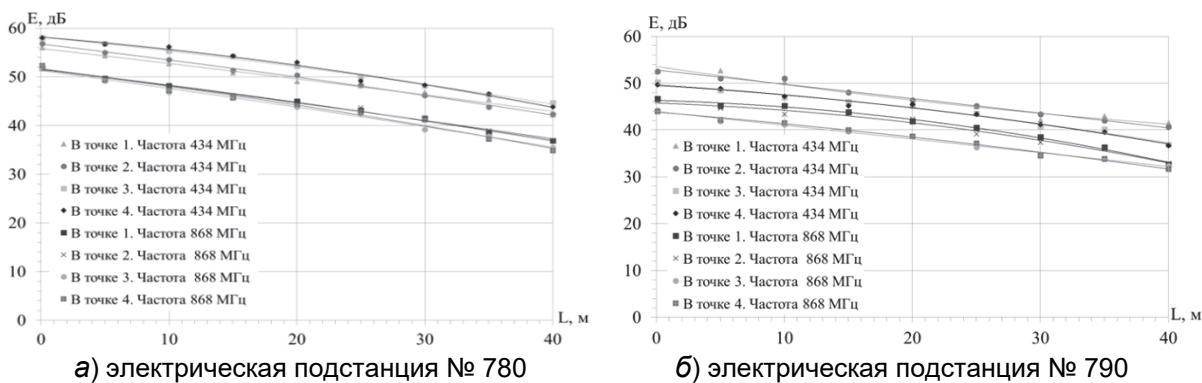 E, дБ
60
50
40
30
20
10
0
▲ В точке 1. Частота 434 МГц
● В точке 2. Частота 434 МГц
■ В точке 3. Частота 434 МГц
◆ В точке 4. Частота 434 МГц
■ В точке 1. Частота 868 МГц
× В точке 2. Частота 868 МГц
● В точке 3. Частота 868 МГц
■ В точке 4. Частота 868 МГц
L, м
0 10 20 30 40
а) электрическая подстанция № 780
E, дБ
60
50
40
30
20
10
0
▲ В точке 1. Частота 434 МГц
● В точке 2. Частота 434 МГц
■ В точке 3. Частота 434 МГц
◆ В точке 4. Частота 434 МГц
■ В точке 1. Частота 868 МГц
× В точке 2. Частота 868 МГц
● В точке 3. Частота 868 МГц
■ В точке 4. Частота 868 МГц
L, м
0 10 20 30 40
б) электрическая подстанция № 790